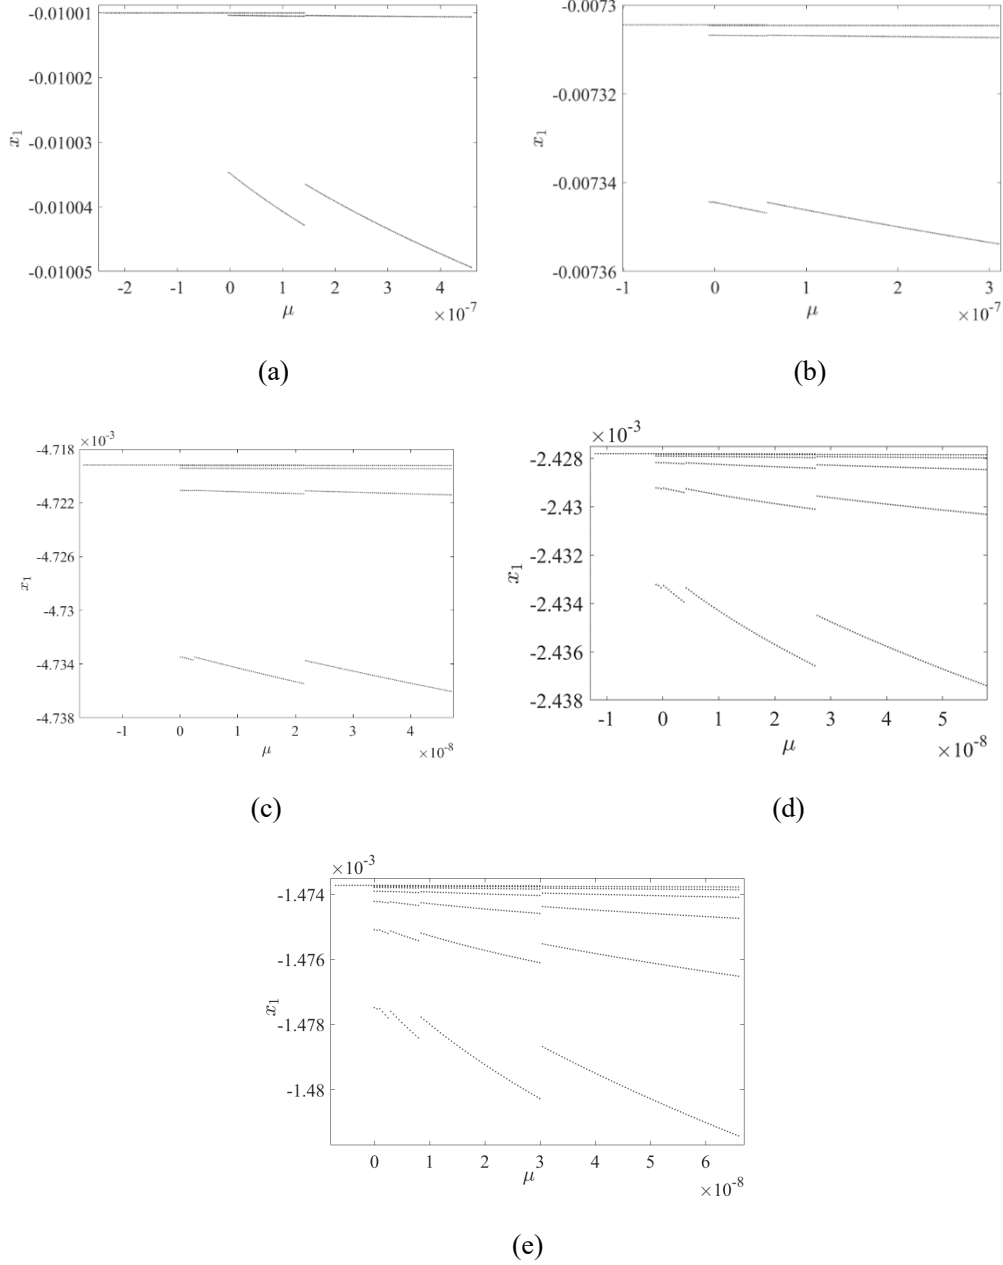 -0.01001
-0.01002
-0.01003
-0.01004
-0.01005
x₁
-2 -1 0 1 2 3 4
μ
×10⁻⁷
(a)
-0.0073
-0.00732
-0.00734
-0.00736
x₁
-1 0 1 2 3
μ
×10⁻⁷
(b)
×10⁻³
-4.718
-4.722
-4.726
-4.73
-4.734
-4.738
x₁
-1 0 1 2 3 4
μ
×10⁻⁸
(c)
×10⁻³
-2.428
-2.43
-2.432
-2.434
-2.436
-2.438
x₁
-1 0 1 2 3 4 5
μ
×10⁻⁸
(d)
×10⁻³
-1.474
-1.476
-1.478
-1.48
x₁
0 1 2 3 4 5 6
μ
×10⁻⁸
(e)